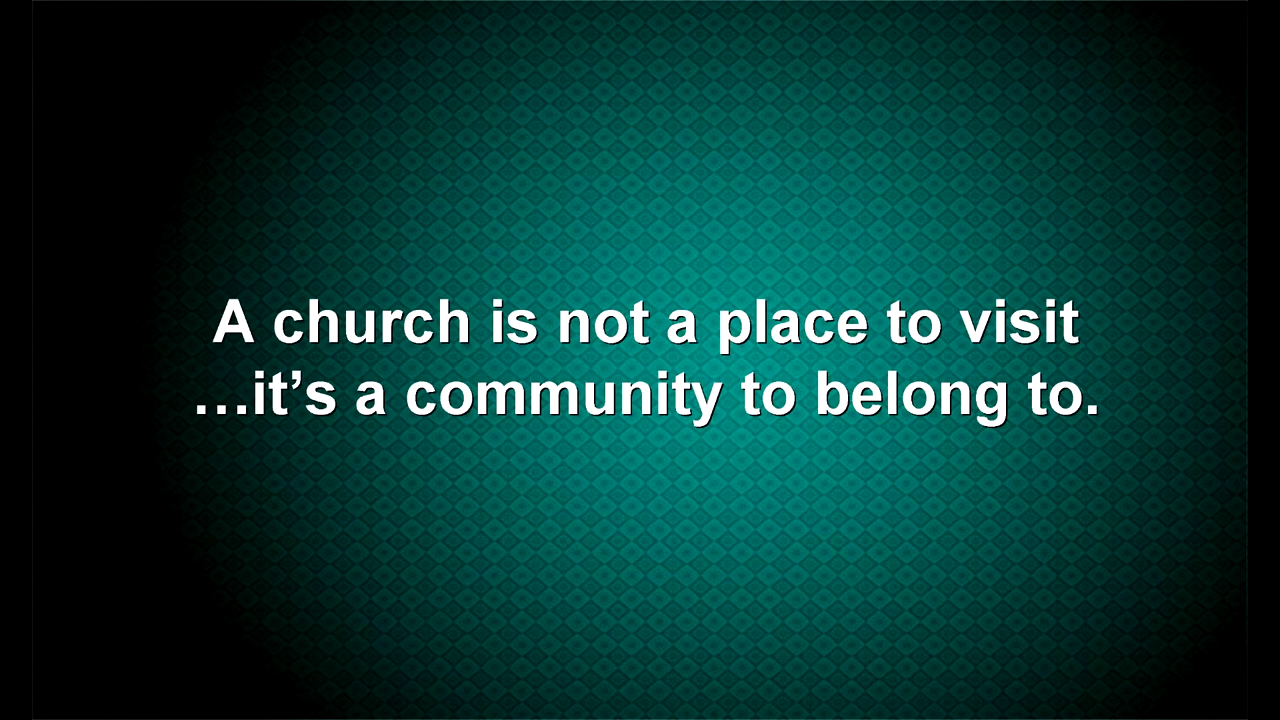 A church is not a place to visit
…it’s a community to belong to.